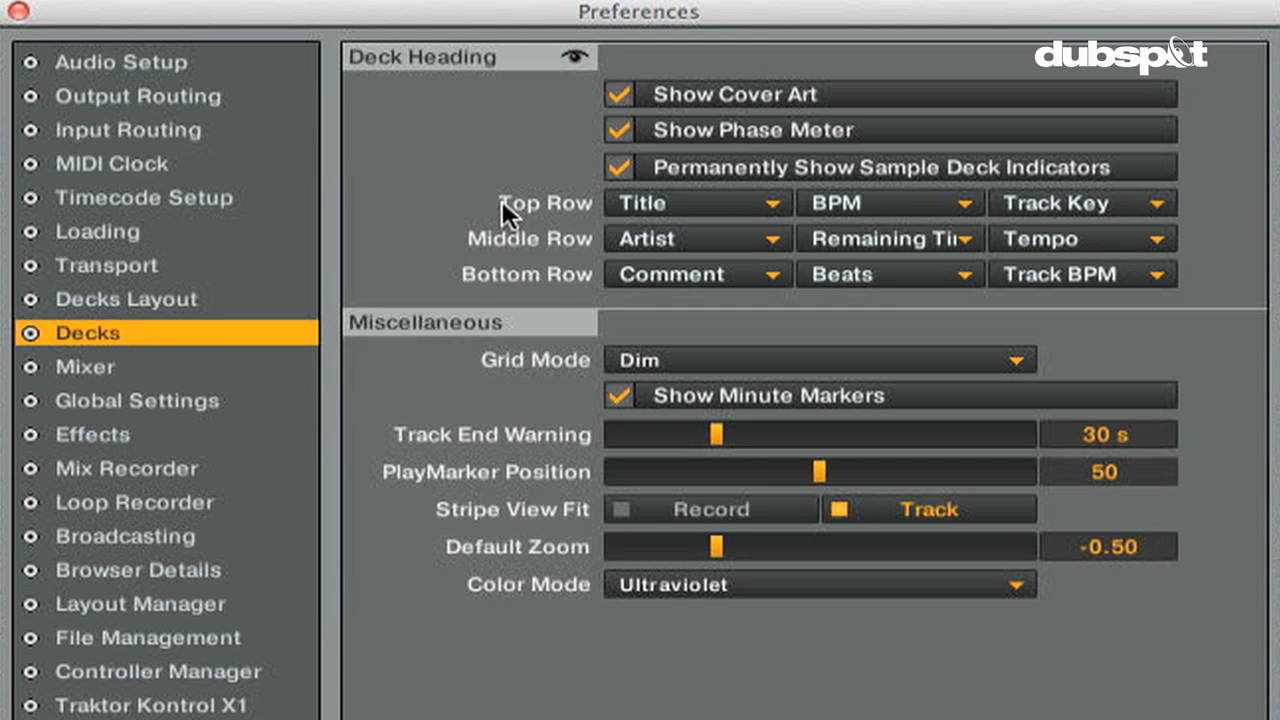 Preferences
dubspot
Audio Setup
Output Routing
Input Routing
MIDI Clock
Timecode Setup
Loading
Transport
Decks Layout
Decks
Mixer
Global Settings
Effects
Mix Recorder
Loop Recorder
Broadcasting
Browser Details
Layout Manager
File Management
Controller Manager
Traktor Kontrol X1
Deck Heading
Show Cover Art
Show Phase Meter
Permanently Show Sample Deck Indicators
Top Row Title BPM Track Key
Middle Row Artist Remaining Tir Tempo
Bottom Row Comment Beats Track BPM
Miscellaneous
Grid Mode Dim
Show Minute Markers
Track End Warning 30 s
PlayMarker Position 50
Stripe View Fit Record Track
Default Zoom -0.50
Color Mode Ultraviolet